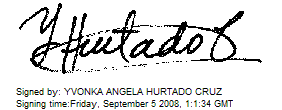 YHurtado C
Signed by: YVONKA ANGELA HURTADO CRUZ
Signing time:Friday, September 5 2008, 1:1:34 GMT